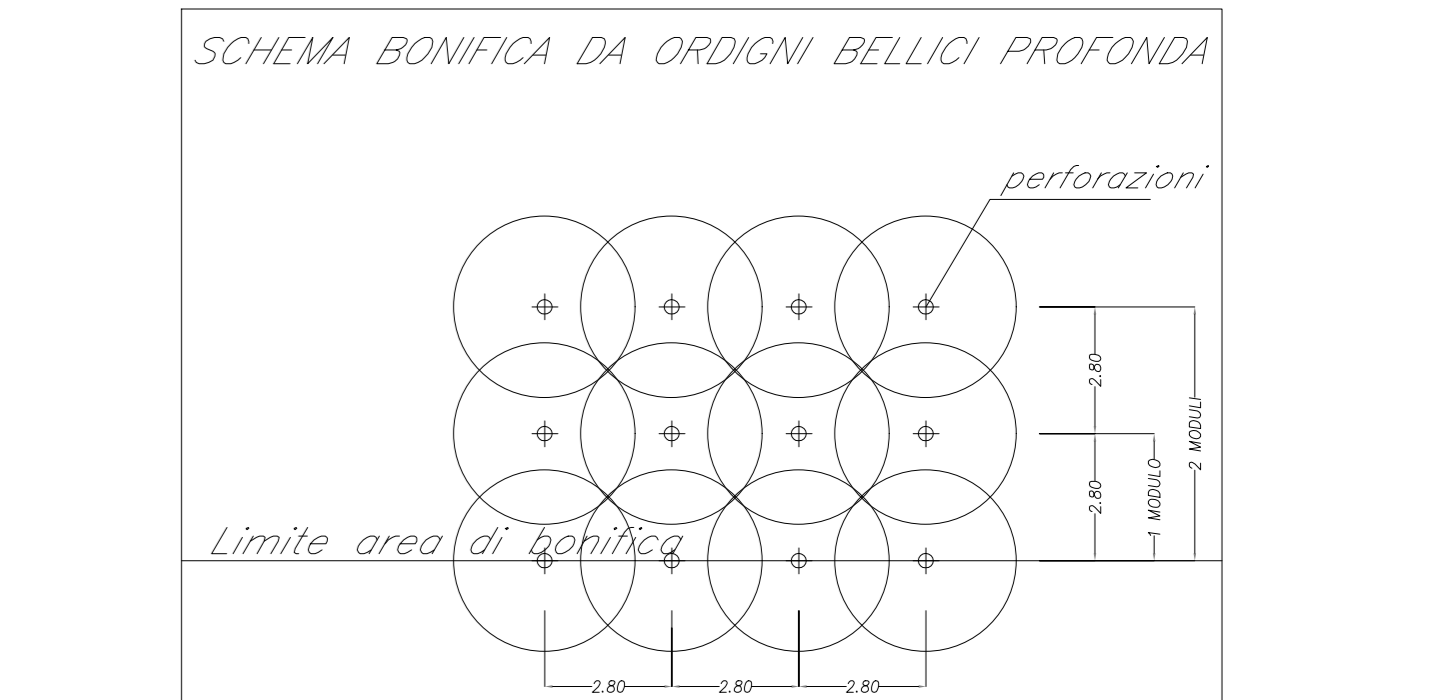 SCHEMA BONIFICA DA ORDIGNI BELLICI PROFONDA
perforazioni
2.80
2 MODULI
2.80
1 MODULO
Limite area di bonifica
2.80 2.80 2.80